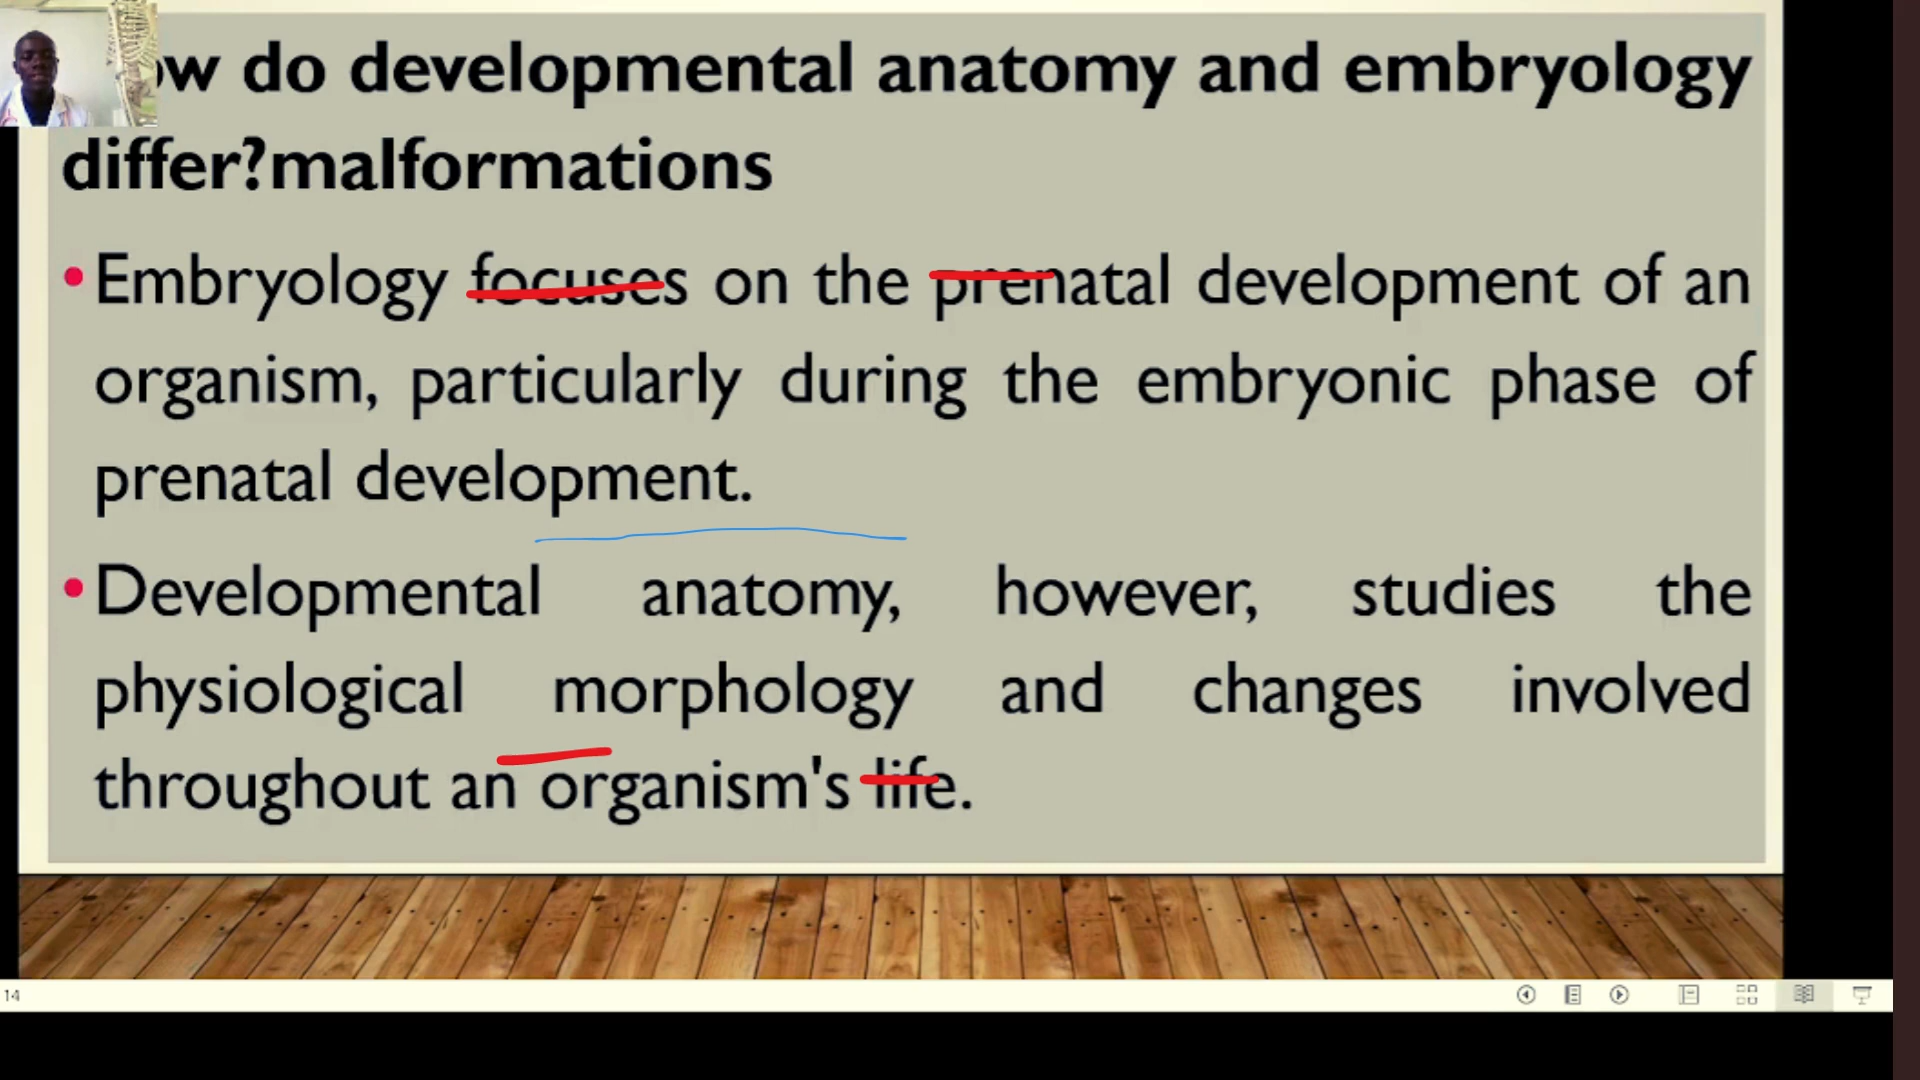 ow do developmental anatomy and embryology
differ?malformations
•Embryology focuses on the prenatal development of an
organism, particularly during the embryonic phase of
prenatal development.
•Developmental anatomy, however, studies the
physiological morphology and changes involved
throughout an organism's life.
14